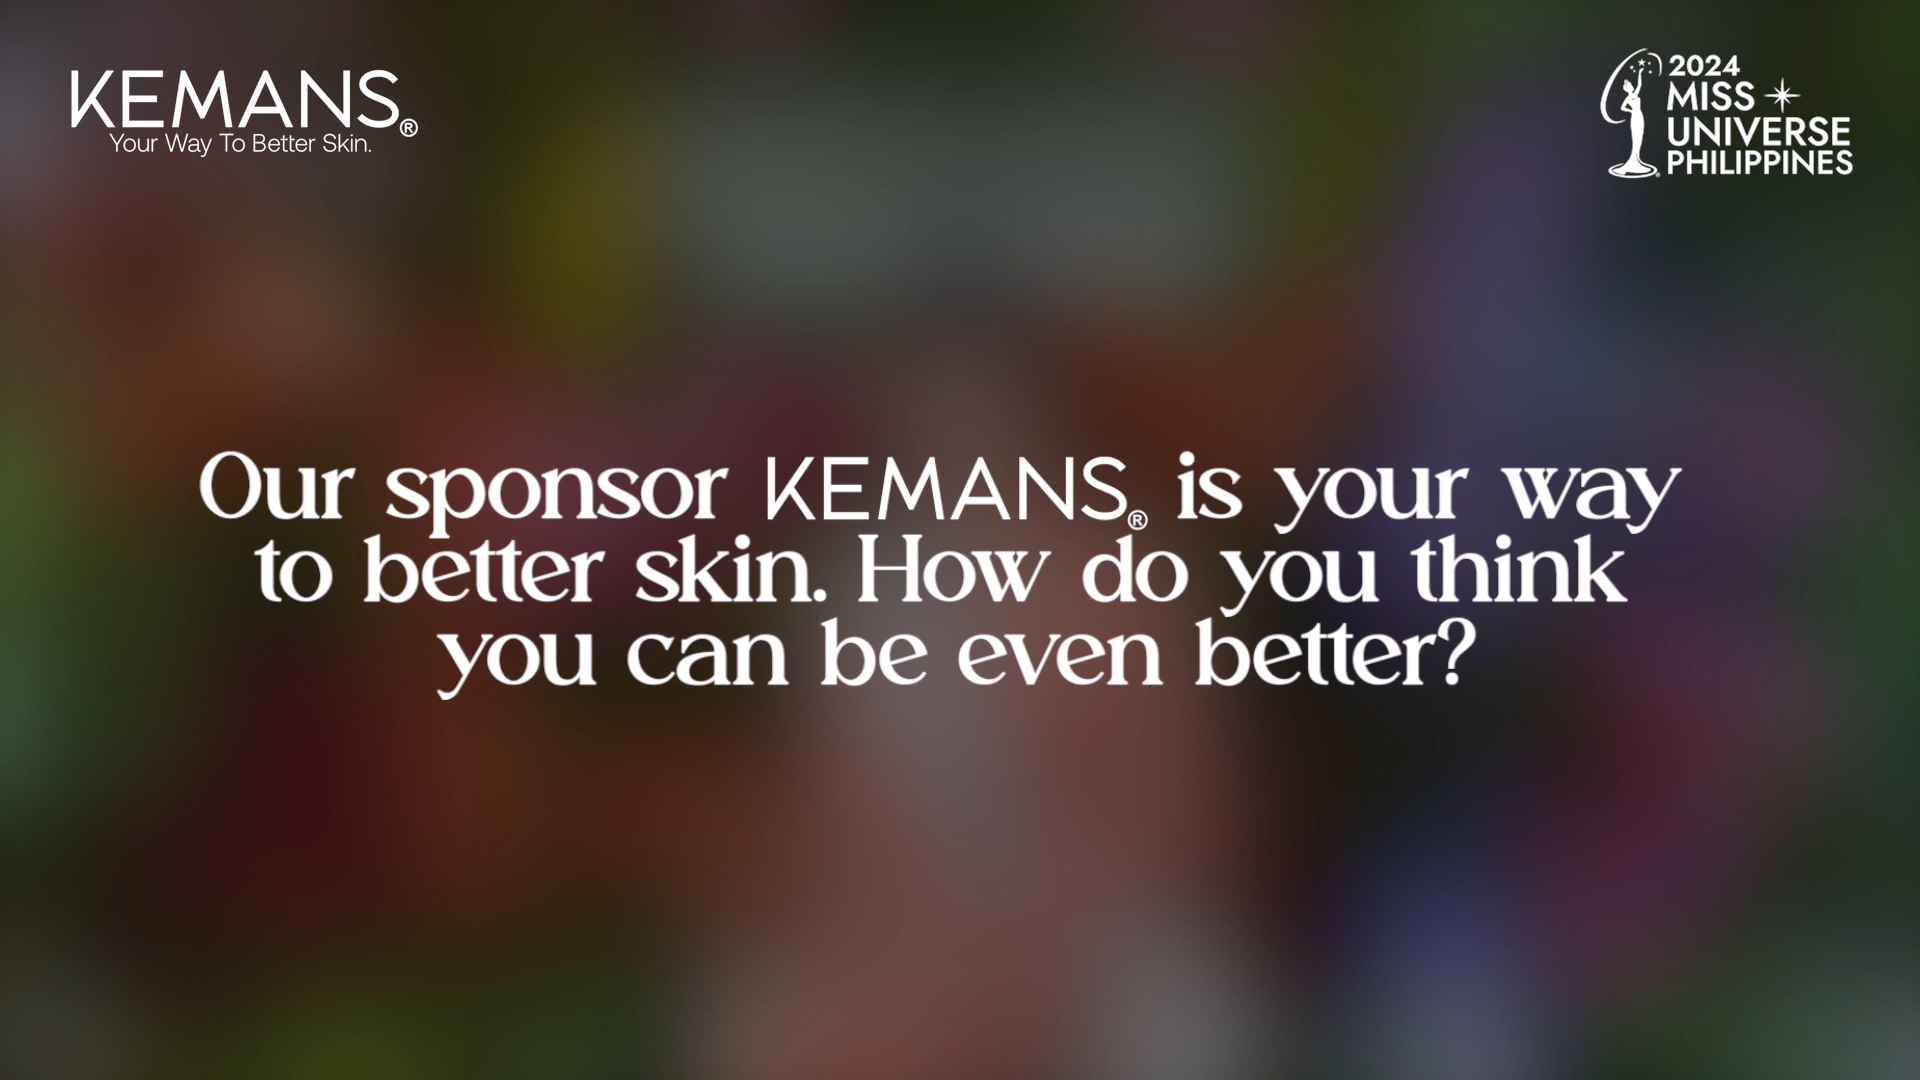 KEMANS®
Your Way To Better Skin.
2024
MISS
UNIVERSE
PHILIPPINES
Our sponsor KEMANS® is your way
to better skin. How do you think
you can be even better?